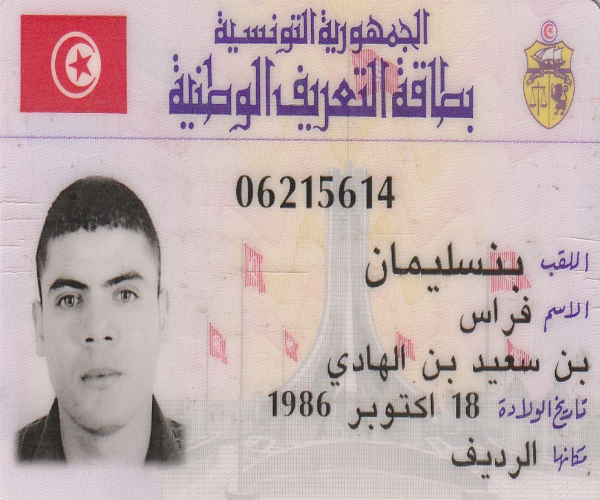 الجمهورية التونسية
بطاقة التعريف الوطنية
06215614
اللقب بنسليمان
الاسم فراس
بن سعيد بن الهادي
تاريخ الولادة 18 اكتوبر 1986
مكانها الرديف